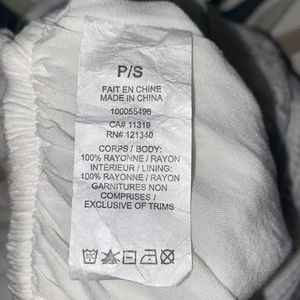 P/S
FAIT EN CHINE
MADE IN CHINA
100055496
CA# 11319
RN# 121340
CORPS / BODY:
100% RAYONNE / RAYON
INTÉRIEUR / LINING:
100% RAYONNE / RAYON
GARNITURES NON
COMPRISES /
EXCLUSIVE OF TRIMS